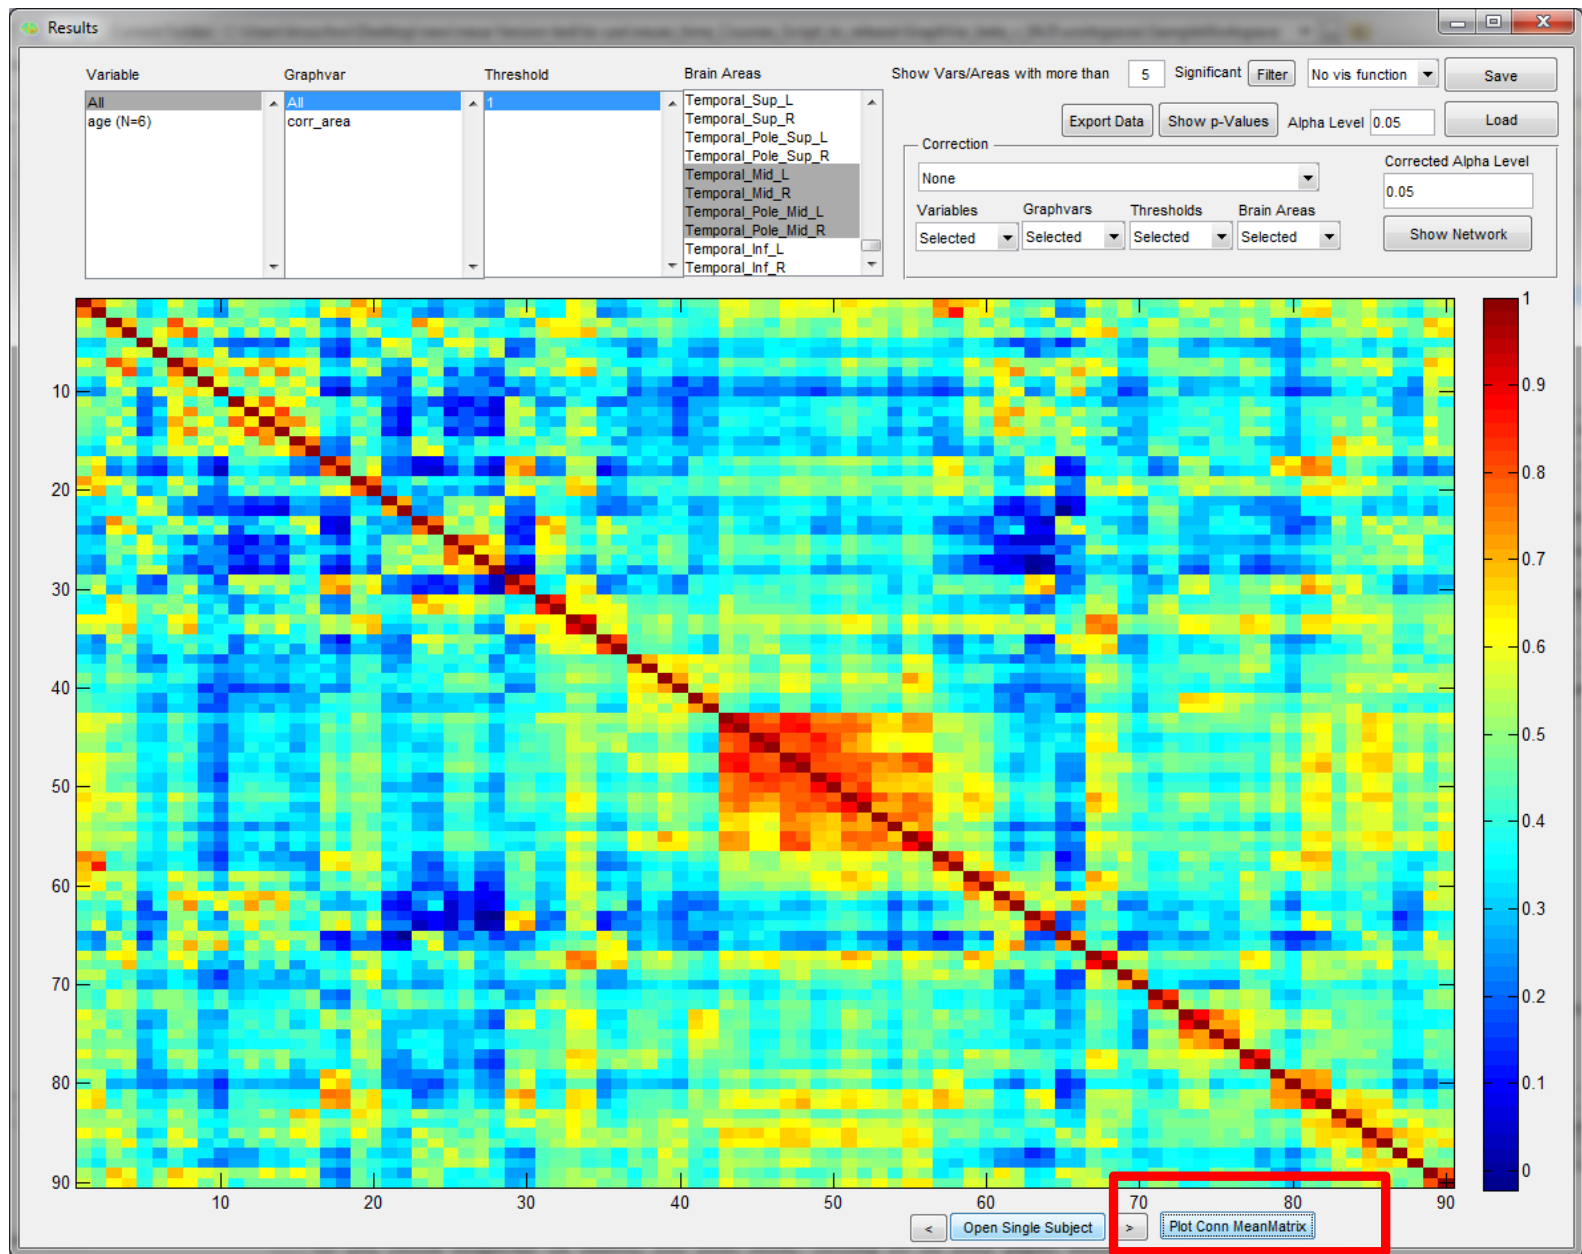 Results
Variable Graphvar Threshold Brain Areas
Show Vars/Areas with more than 5 Significant Filter No vis function Save
All All 1
age (N=6) corr_area
Temporal_Sup_L
Temporal_Sup_R
Temporal_Pole_Sup_L
Temporal_Pole_Sup_R
Temporal_Mid_L
Temporal_Mid_R
Temporal_Pole_Mid_L
Temporal_Pole_Mid_R
Temporal_Inf_L
Temporal_Inf_R
Export Data Show p-Values Alpha Level 0.05 Load
Correction
None
Corrected Alpha Level
0.05
Variables Graphvars Thresholds Brain Areas
Selected Selected Selected Selected
Show Network
10
20
30
40
50
60
70
80
90
10 20 30 40 50 60 70 80 90
1
0.9
0.8
0.7
0.6
0.5
0.4
0.3
0.2
0.1
0
< Open Single Subject > Plot Conn MeanMatrix